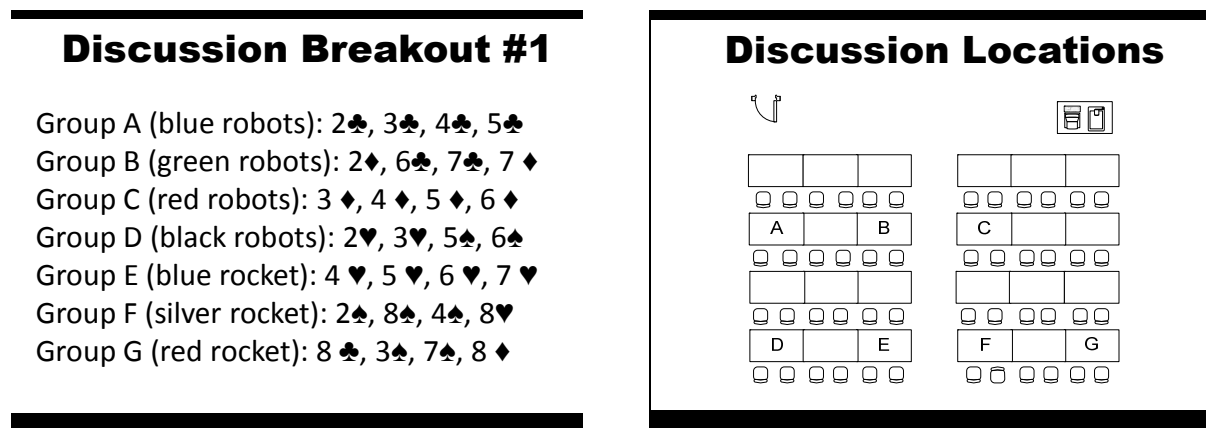 Discussion Breakout #1
Group A (blue robots): 2♣, 3♣, 4♣, 5♣
Group B (green robots): 2♦, 6♣, 7♣, 7 ♦
Group C (red robots): 3 ♦, 4 ♦, 5 ♦, 6 ♦
Group D (black robots): 2♥, 3♥, 5♠, 6♠
Group E (blue rocket): 4 ♥, 5 ♥, 6 ♥, 7 ♥
Group F (silver rocket): 2♠, 8♠, 4♠, 8♥
Group G (red rocket): 8 ♣, 3♠, 7♠, 8 ♦
Discussion Locations
A B C
D E F G